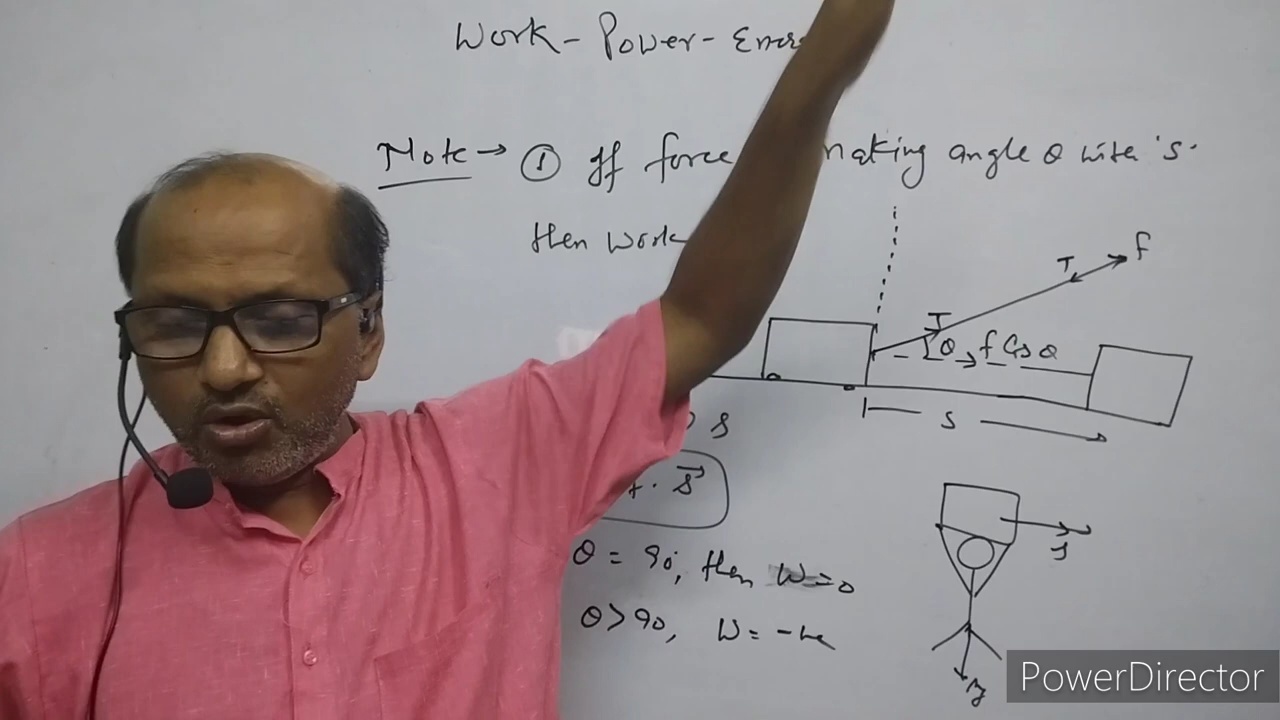 Work - Power - Ener
Note → ① If force making angle θ with 's.
then work
T F
T
θ F Cos θ
S
S
. S⃗
θ = 90°, then W = 0
θ > 90, W = -ve
PowerDirector